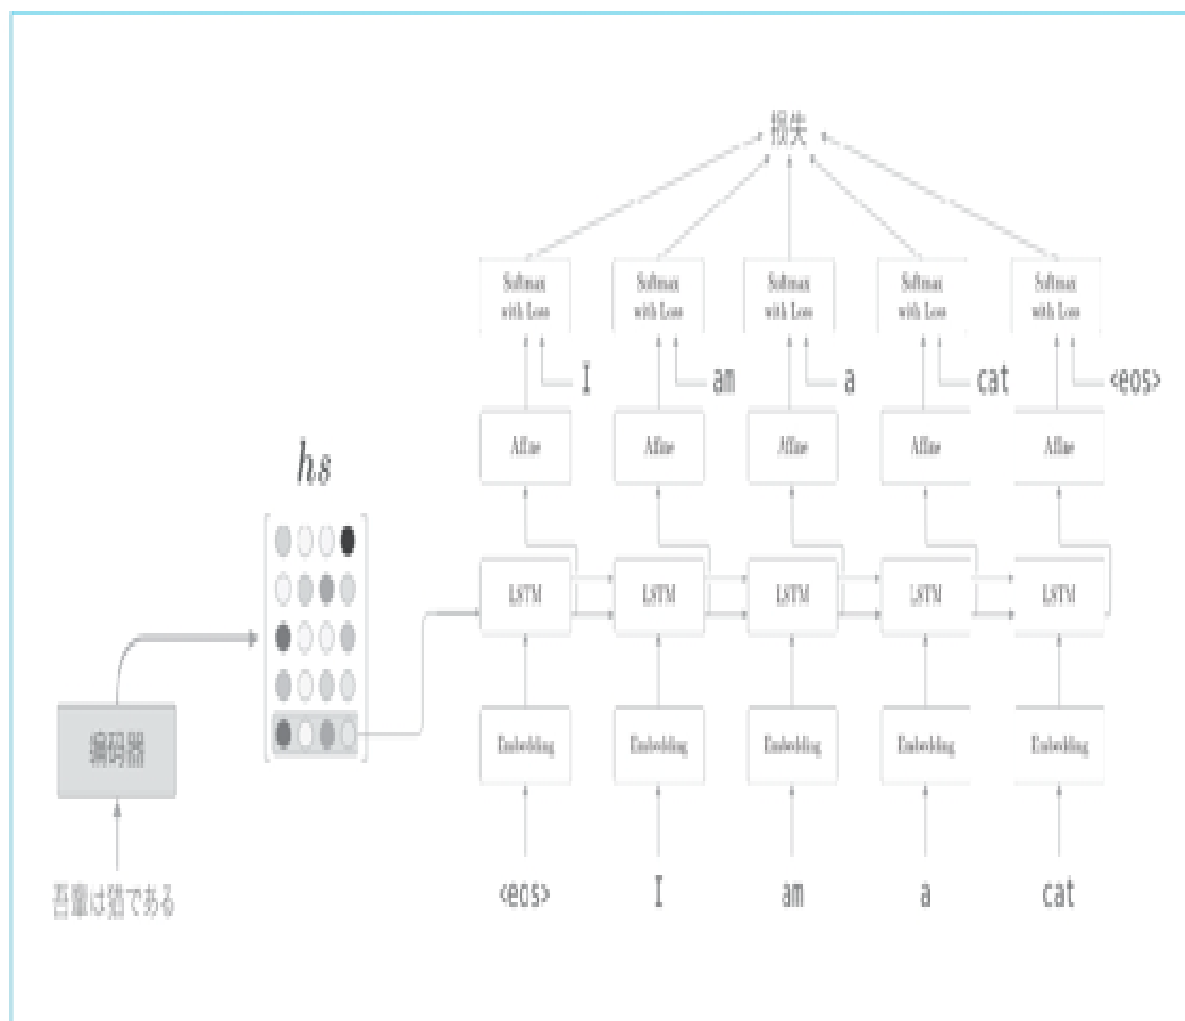 损失
Softmax
with Loss
Softmax
with Loss
Softmax
with Loss
Softmax
with Loss
Softmax
with Loss
I
am
a
cat
<eos>
Affine
Affine
Affine
Affine
Affine
hs
LSTM
LSTM
LSTM
LSTM
LSTM
编码器
Embedding
Embedding
Embedding
Embedding
Embedding
吾輩は猫である
<eos>
I
am
a
cat